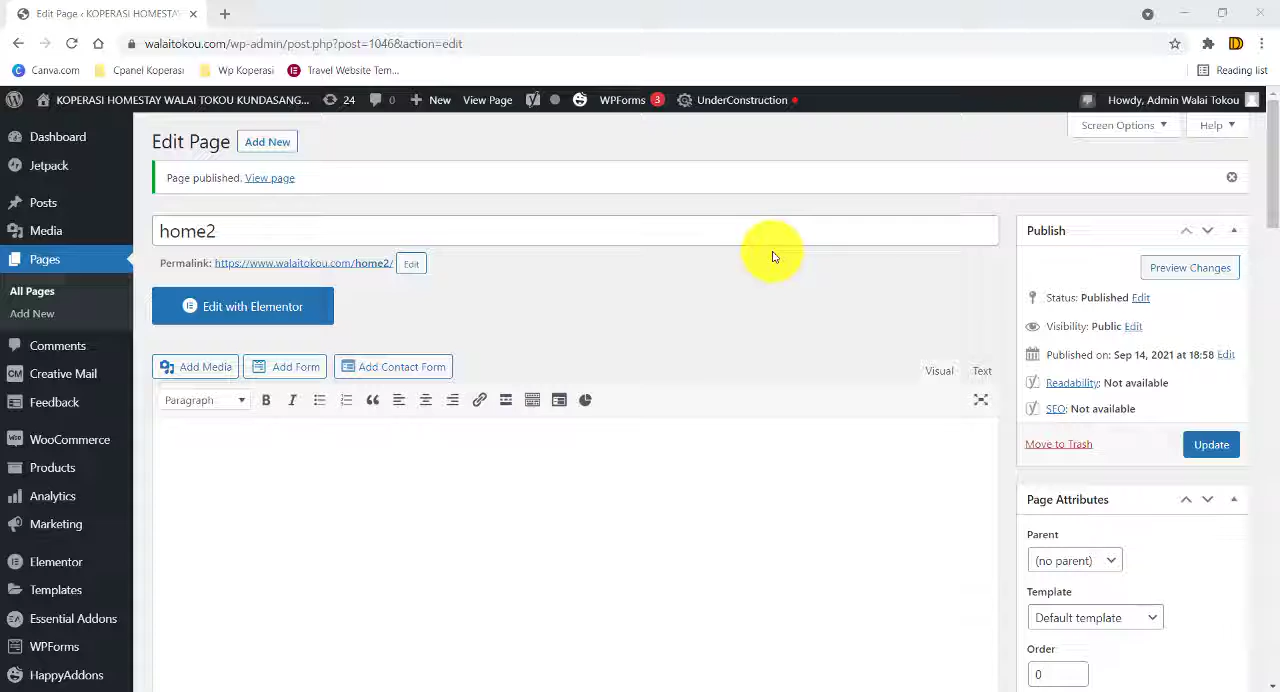 Edit Page ‹ KOPERASI HOMESTAY
walaitokou.com/wp-admin/post.php?post=1046&action=edit
Canva.com Cpanel Koperasi Wp Koperasi Travel Website Tem... Reading list
KOPERASI HOMESTAY WALAI TOKOU KUNDASANG... 24 0 New View Page WPForms 3 UnderConstruction Howdy, Admin Walai Tokou
Screen Options Help
Edit Page Add New
Page published. View page
home2
Permalink: https://www.walaitokou.com/home2/ Edit
Edit with Elementor
Add Media Add Form Add Contact Form
Visual Text
Paragraph B I
Dashboard
Jetpack
Posts
Media
Pages
All Pages
Add New
Comments
CM Creative Mail
Feedback
Woo WooCommerce
Products
Analytics
Marketing
Elementor
Templates
Essential Addons
WPForms
HappyAddons
Publish
Preview Changes
Status: Published Edit
Visibility: Public Edit
Published on: Sep 14, 2021 at 18:58 Edit
Readability: Not available
SEO: Not available
Move to Trash Update
Page Attributes
Parent
(no parent)
Template
Default template
Order
0